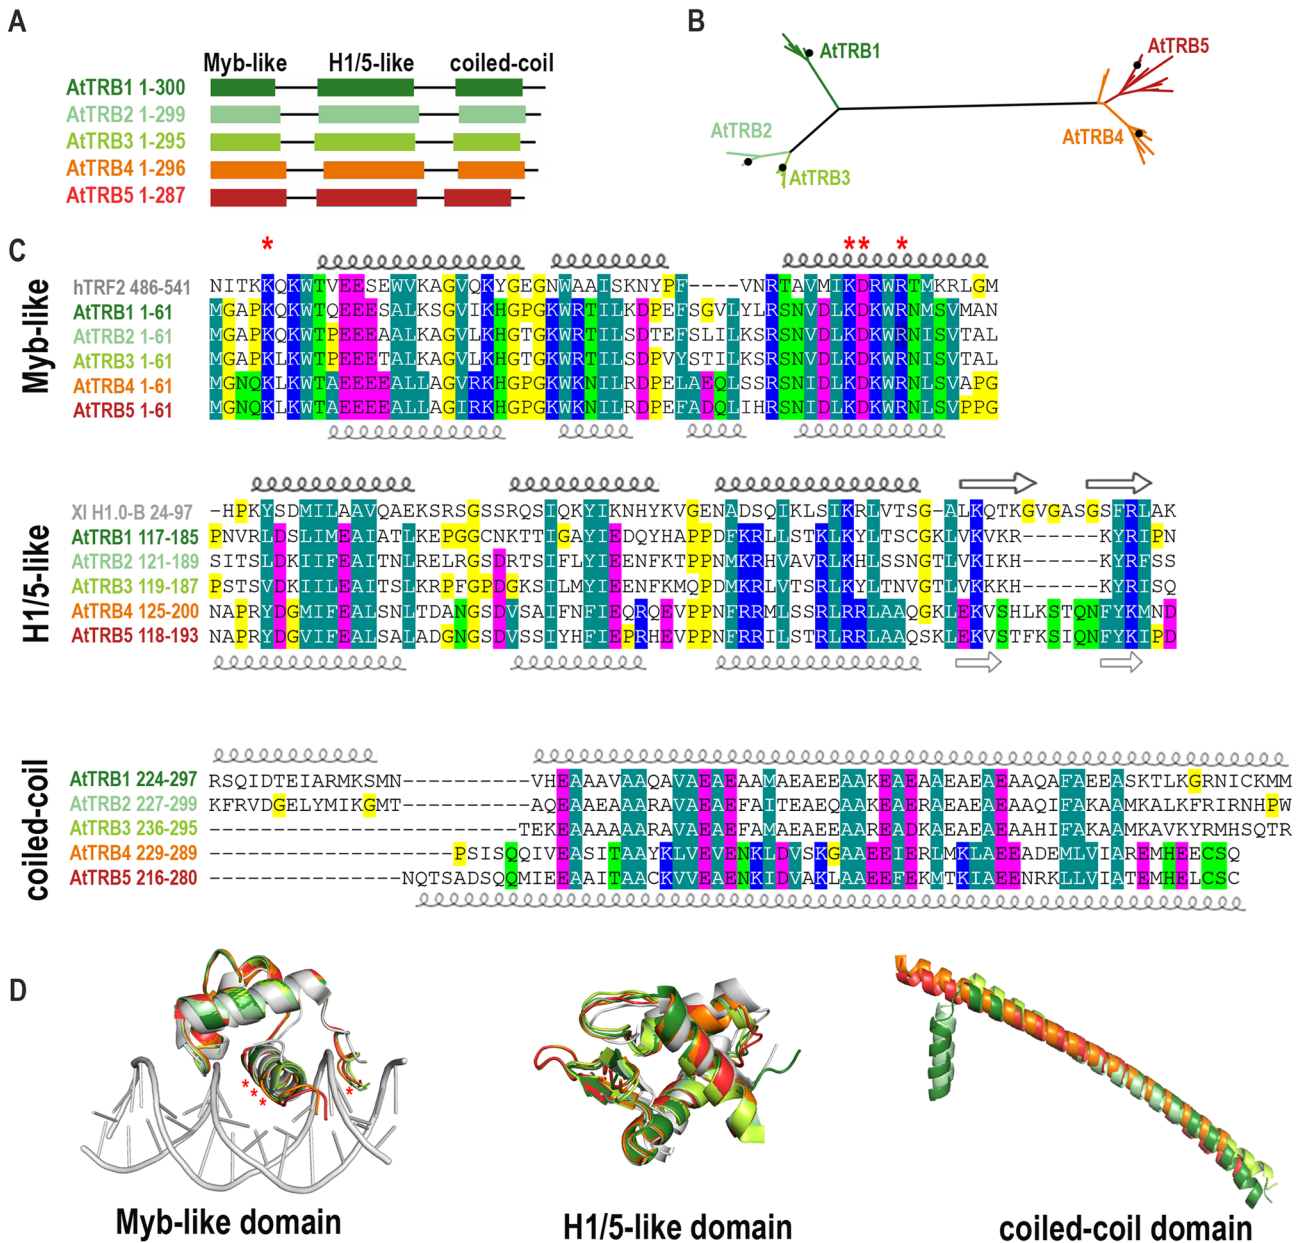 A
Myb-like H1/5-like coiled-coil
AtTRB1 1-300
AtTRB2 1-299
AtTRB3 1-295
AtTRB4 1-296
AtTRB5 1-287
B
AtTRB1
AtTRB2
AtTRB3
AtTRB5
AtTRB4
C
Myb-like
* ** *
hTRF2 486-541 NITKKQKWTVEESEWVKAGVQKYGEGNWAAISKNYPF----VNRTAVMIKDRWRTMKRLGM
AtTRB1 1-61 MGAPKQKWTQEEESALKSGVIKHGPGKWRTILKDPEFSGVLYLRSNVDLKDKWRNMSVMAN
AtTRB2 1-61 MGAPKQKWTPEEEAALKAGVLKHGTGKWRTILSDTEFSLILKSRSNVDLKDKWRNISVTAL
AtTRB3 1-61 MGAPKLKWTPEEETALKAGVLKHGTGKWRTILSDPVYSTILKSRSNVDLKDKWRNISVTAL
AtTRB4 1-61 MGNQKLKWTAEEEEALLAGVRKHGPGKWKNILRDPELAEQLSSRSNIDLKDKWRNLSVAPG
AtTRB5 1-61 MGNQKLKWTAEEEEALLAGIRKHGPGKWKNILRDPEFADQLIHRSNIDLKDKWRNLSVPPG
H1/5-like
Xl H1.0-B 24-97 -HPKYSDMILAAVQAEKSRSGSSRQSIQKYIKNHYKVGENADSQIKLSIKRLVTSG-ALKQTKGVGASGSFRLAK
AtTRB1 117-185 PNVRLDSLIMEAIATLKEPGGCNKTTIGAYIEDQYHAPPDFKRLLSTKLKYLTSCGKLVKVKR------KYRIPN
AtTRB2 121-189 SITSLDKIIFEAITNLRELRGSDRTSIFLYIEENFKTPPDMKRHVAVRLKHLSSNGTLVKIKH------KYRFSS
AtTRB3 119-187 PSTSVDKIILEAITSLKRPFGPDGKSILMYIEENFKMQPDMKRLVTSRLKYLTNVGTLVKIKH------KYRISQ
AtTRB4 125-200 NAPRYDGMIFEALSNLTDANGSDVSAIFNFIEQRQEVPPNFRRMLSSRLRRLAAQGKLEKVSHLKSTQNFYKMND
AtTRB5 118-193 NAPRYDGVIFEALSALADGNGSDVSSIYHFIEPRHEVPPNFRRILSTRLRRLAAQSKLEKVSTFKSIQNFYKIPD
coiled-coil
AtTRB1 224-297 RSQIDTEIARMKSMN----------VHEAAAVAAQAVAEAEAAMAEAEEAAKEAEAAEAEAEAAQAFAEEASKTLKGRNICKMM
AtTRB2 227-299 KFRVDGELYMIKGMT----------AQEAAEAAARAVAEAEFAITEAEQAAKEAERAEAEAEAAQIFAKAAMKALKFRIRNHPW
AtTRB3 236-295 ------------------------TEKEAAAAAARAVAEAEFAMAEAEEAAREADKAEAEAEAAHIFAKAAMKAVKYRMHSQTR
AtTRB4 229-289 -------------------PSISQQIVEASITAAYKLVEVENKLDVSKGAAEEIERLMKLAEEADEMLVIAREMHEECSQ
AtTRB5 216-280 ---------------NQTSADSQQMIEEAAITAACKVVEAENKIDVAKLAAEEFEKMTKIAEENRKLLVIATEMHELCSC
D
***
*
Myb-like domain
H1/5-like domain
coiled-coil domain